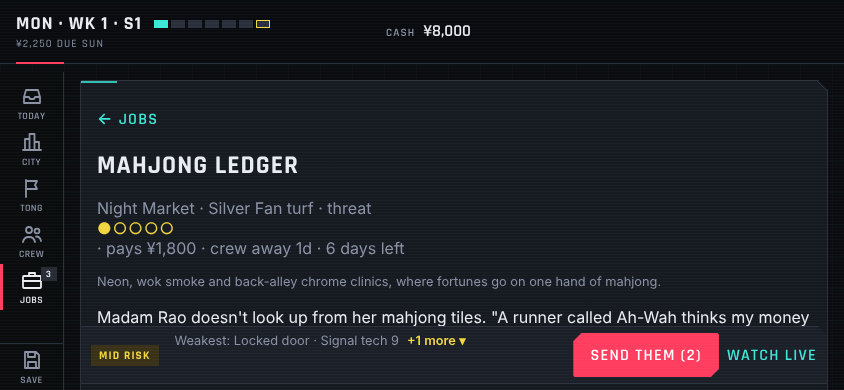 MON · WK 1 · S1
¥2,250 DUE SUN
CASH ¥8,000
TODAY
CITY
TONG
CREW
3
JOBS
SAVE
← JOBS
MAHJONG LEDGER
Night Market · Silver Fan turf · threat
· pays ¥1,800 · crew away 1d · 6 days left
Neon, wok smoke and back-alley chrome clinics, where fortunes go on one hand of mahjong.
Madam Rao doesn't look up from her mahjong tiles. "A runner called Ah-Wah thinks my money
MID RISK
Weakest: Locked door · Signal tech 9 +1 more ▾
SEND THEM (2)
WATCH LIVE